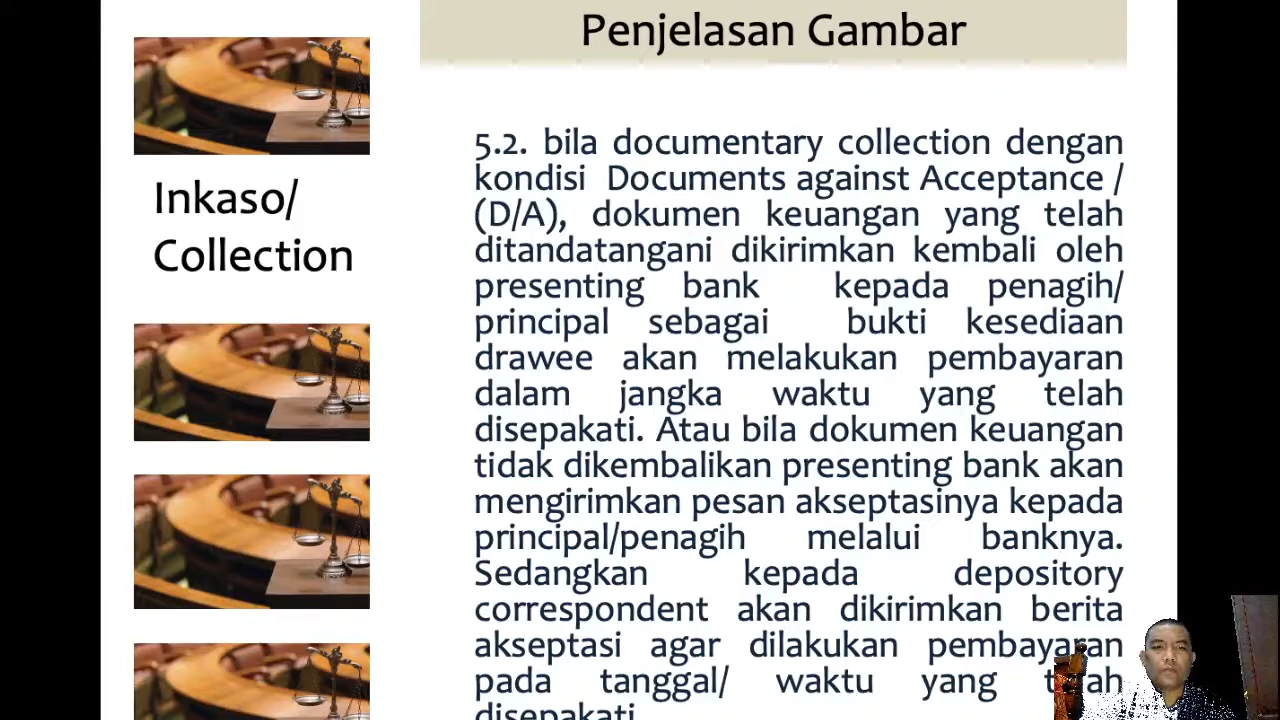 Penjelasan Gambar
Inkaso/
Collection
5.2. bila documentary collection dengan
kondisi Documents against Acceptance /
(D/A), dokumen keuangan yang telah
ditandatangani dikirimkan kembali oleh
presenting bank kepada penagih/
principal sebagai bukti kesediaan
drawee akan melakukan pembayaran
dalam jangka waktu yang telah
disepakati. Atau bila dokumen keuangan
tidak dikembalikan presenting bank akan
mengirimkan pesan akseptasinya kepada
principal/penagih melalui banknya.
Sedangkan kepada depository
correspondent akan dikirimkan berita
akseptasi agar dilakukan pembayaran
pada tanggal/ waktu yang telah
disepakati.